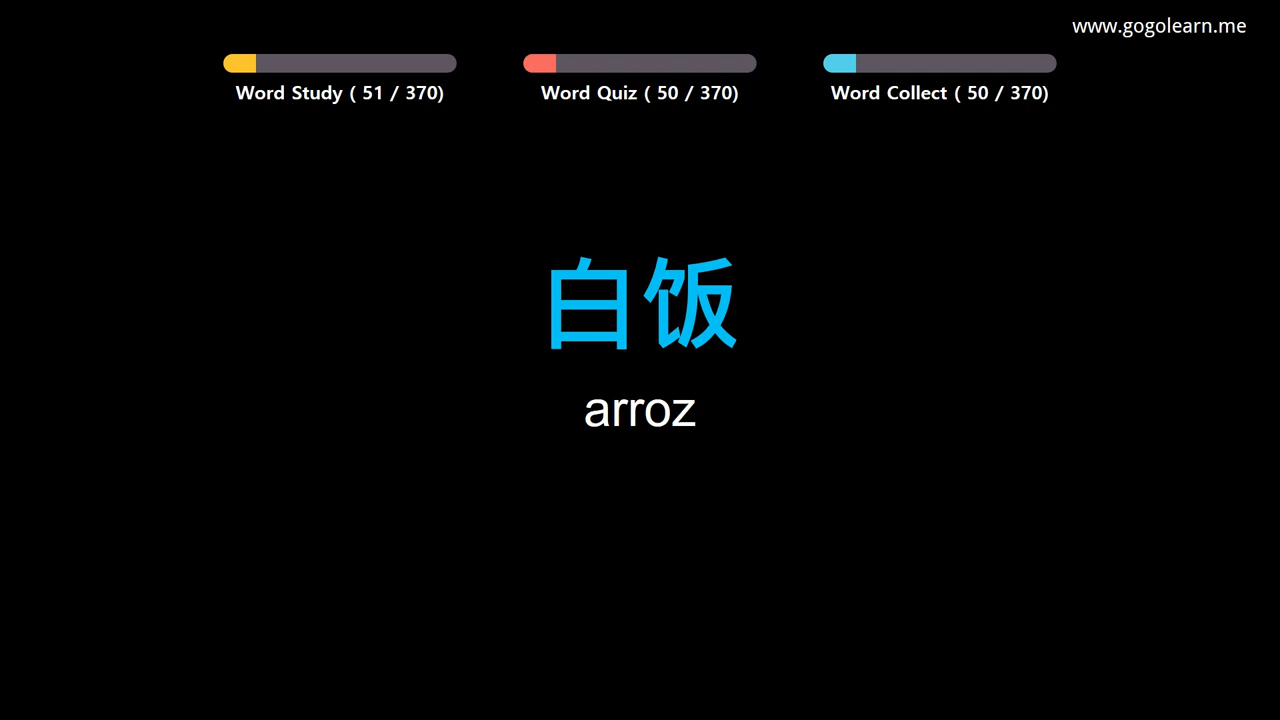 www.gogolearn.me
Word Study ( 51 / 370)
Word Quiz ( 50 / 370)
Word Collect ( 50 / 370)
白饭
arroz